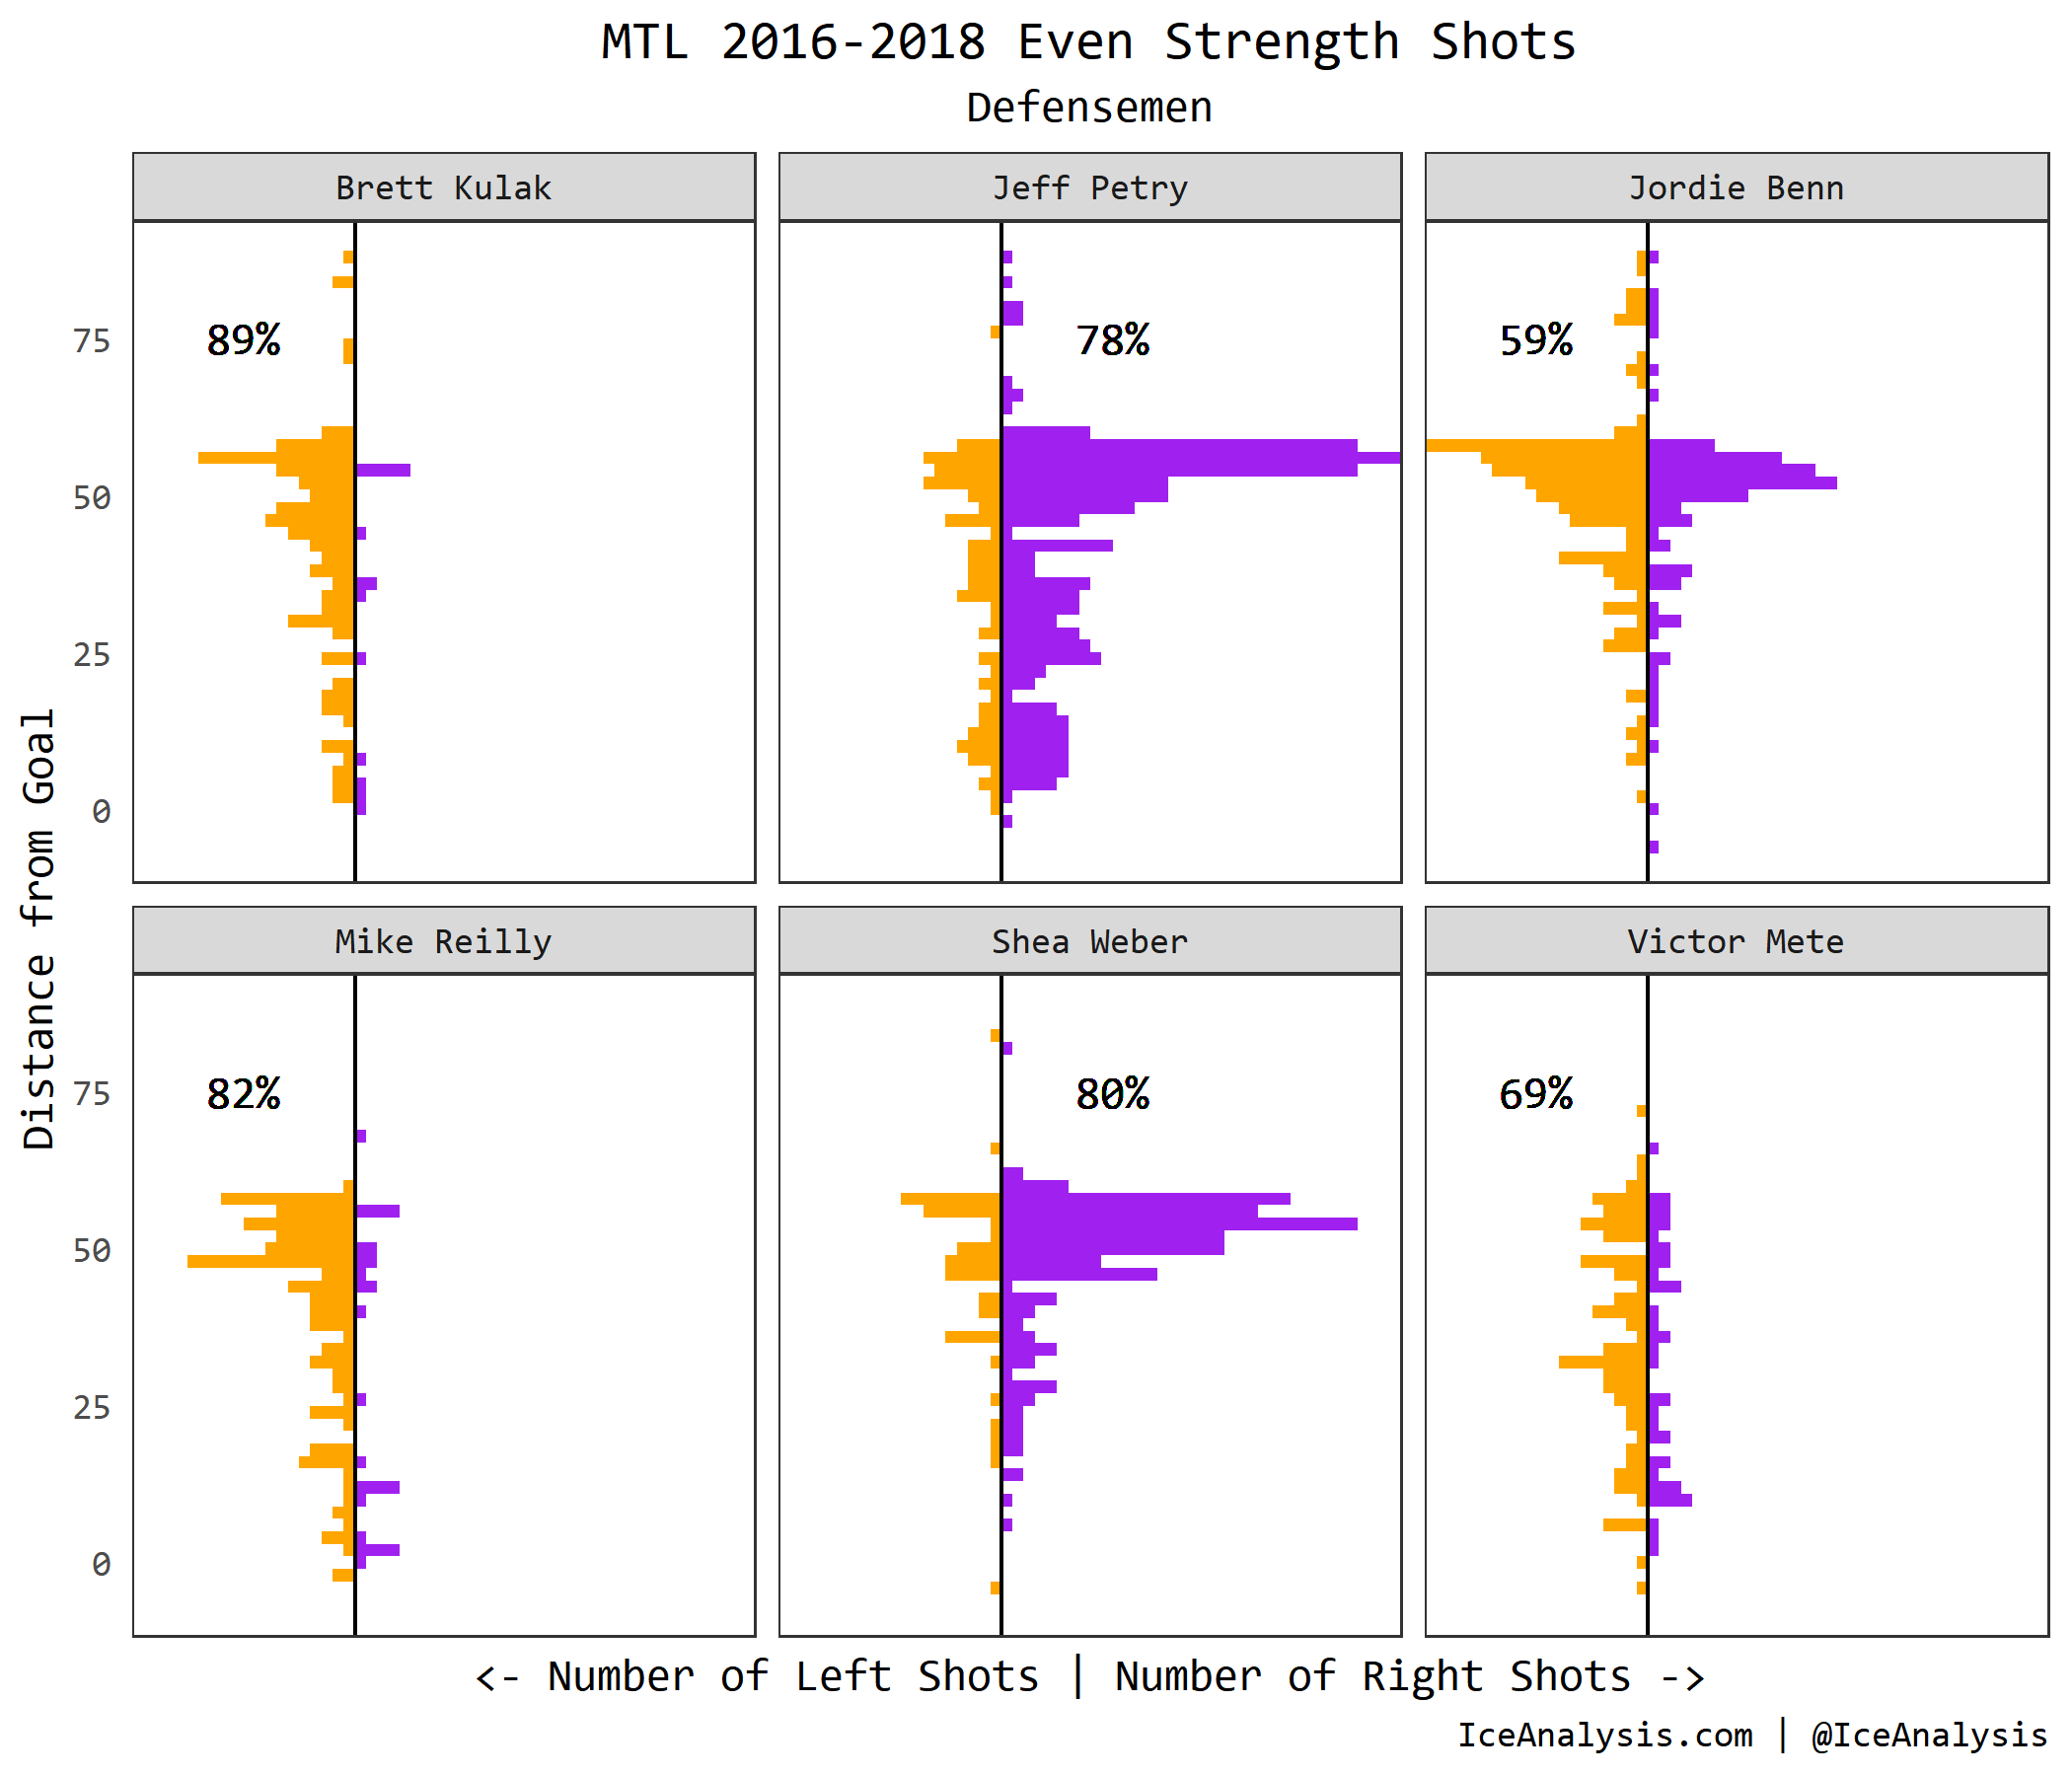 MTL 2016-2018 Even Strength Shots
Defensemen
Brett Kulak
Jeff Petry
Jordie Benn
89%
78%
59%
75
50
25
0
Mike Reilly
Shea Weber
Victor Mete
82%
80%
69%
75
50
25
0
Distance from Goal
<- Number of Left Shots | Number of Right Shots ->
IceAnalysis.com | @IceAnalysis